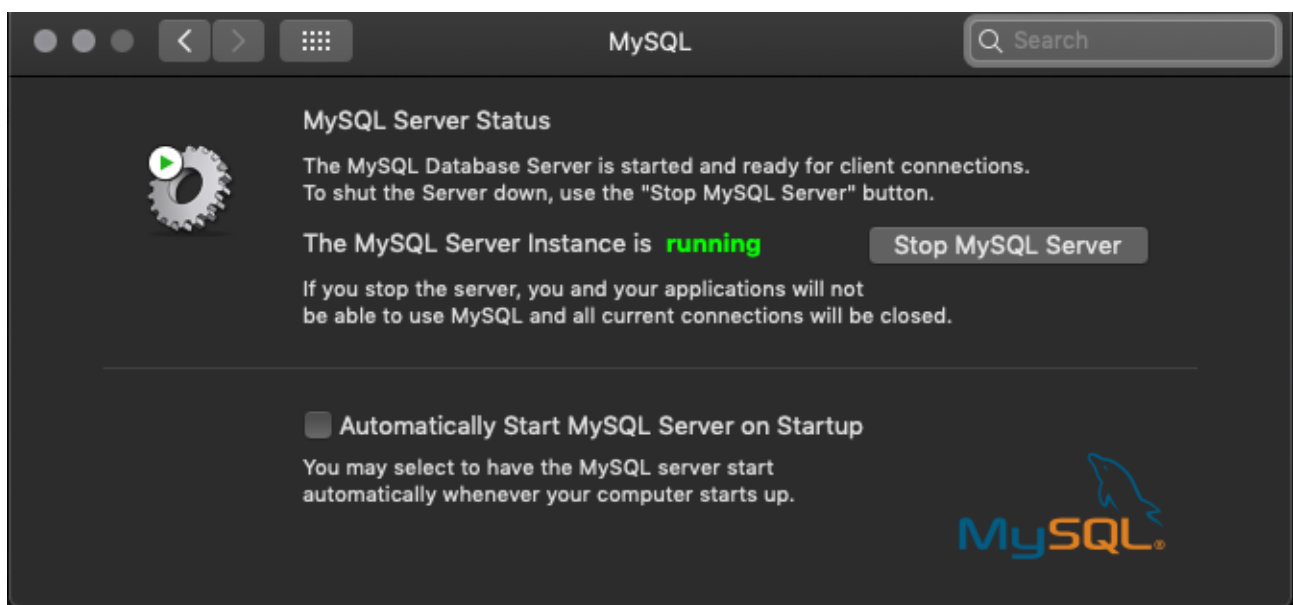 MySQL
Search
MySQL Server Status
The MySQL Database Server is started and ready for client connections.
To shut the Server down, use the "Stop MySQL Server" button.
The MySQL Server Instance is running
Stop MySQL Server
If you stop the server, you and your applications will not
be able to use MySQL and all current connections will be closed.
Automatically Start MySQL Server on Startup
You may select to have the MySQL server start
automatically whenever your computer starts up.
MySQL®